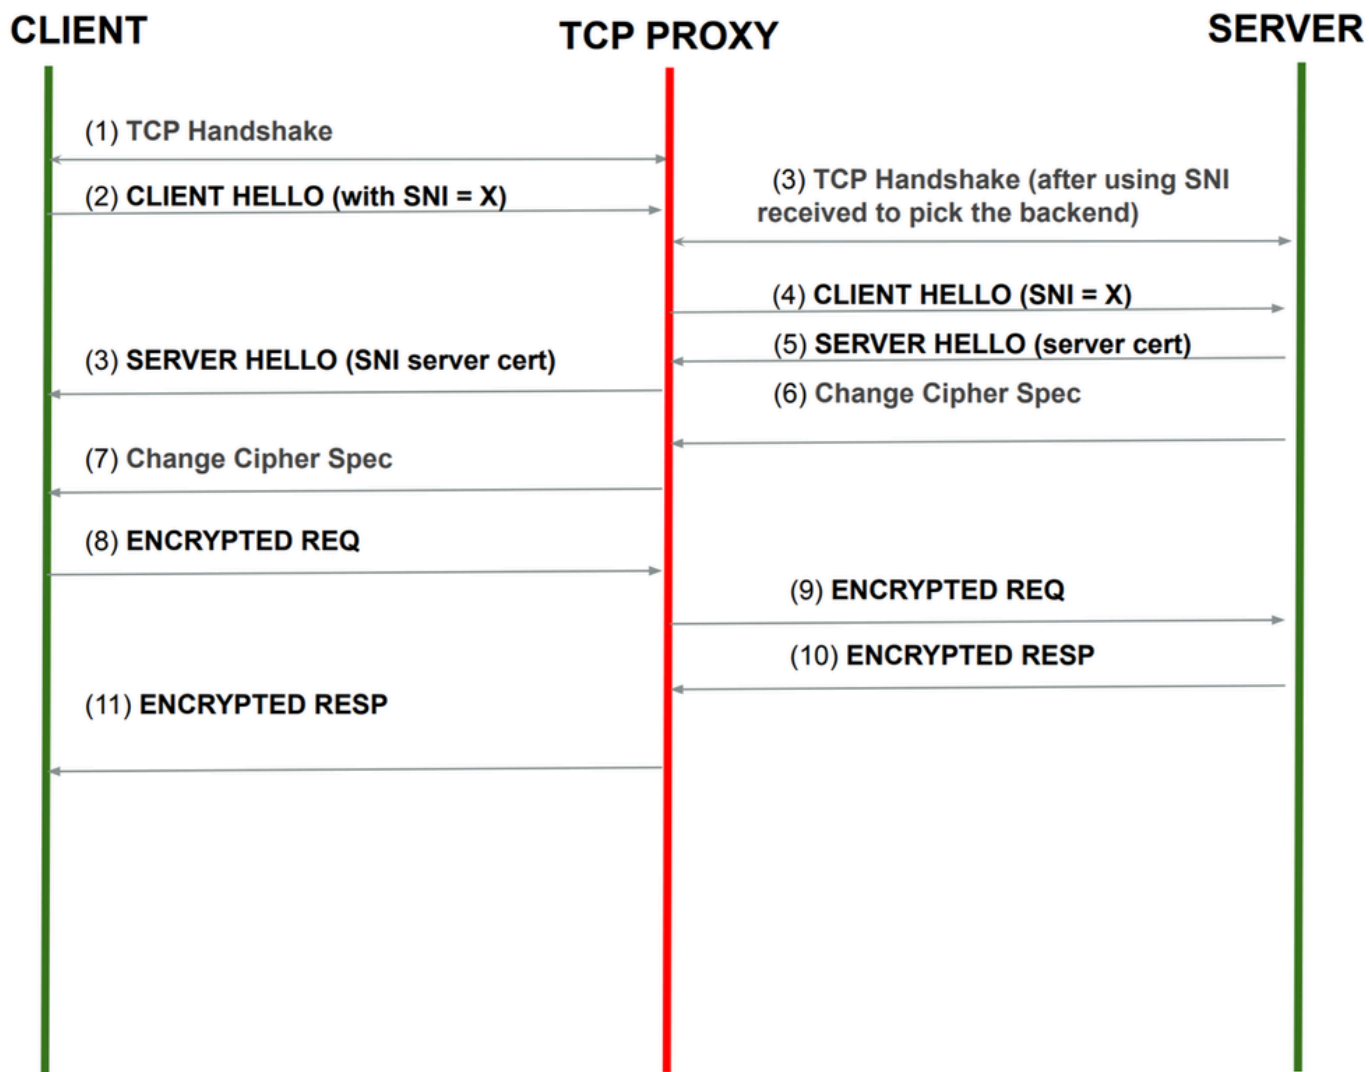 CLIENT
TCP PROXY
SERVER
(1) TCP Handshake
(2) CLIENT HELLO (with SNI = X)
(3) TCP Handshake (after using SNI
received to pick the backend)
(4) CLIENT HELLO (SNI = X)
(5) SERVER HELLO (server cert)
(3) SERVER HELLO (SNI server cert)
(6) Change Cipher Spec
(7) Change Cipher Spec
(8) ENCRYPTED REQ
(9) ENCRYPTED REQ
(10) ENCRYPTED RESP
(11) ENCRYPTED RESP